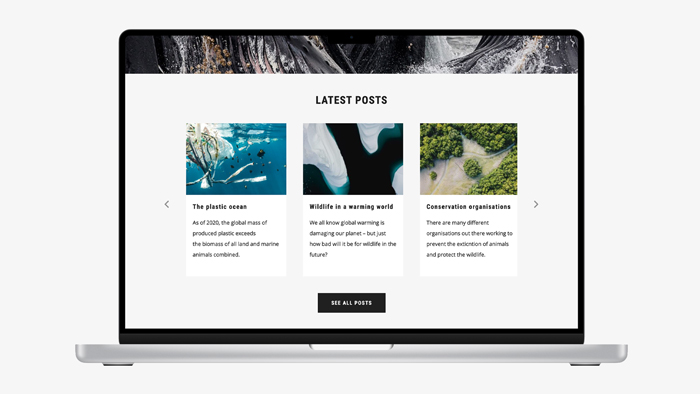 LATEST POSTS
The plastic ocean
As of 2020, the global mass of
produced plastic exceeds
the biomass of all land and marine
animals combined.
Wildlife in a warming world
We all know global warming is
damaging our planet – but just
how bad will it be for wildlife in the
future?
Conservation organisations
There are many different
organisations out there working to
prevent the exticntion of animals
and protect the wildlife.
SEE ALL POSTS